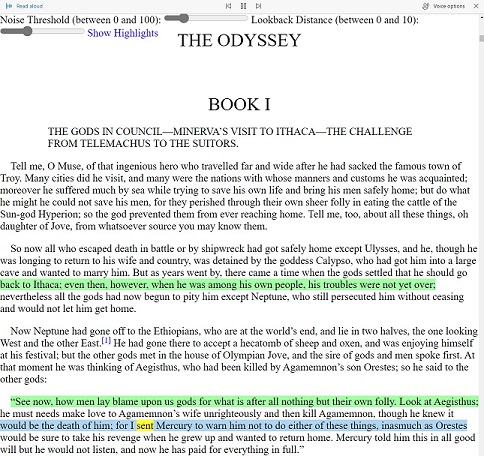 Read aloud
Voice options
Noise Threshold (between 0 and 100): Lookback Distance (between 0 and 10):
Show Highlights
THE ODYSSEY
BOOK I
THE GODS IN COUNCIL—MINERVA’S VISIT TO ITHACA—THE CHALLENGE
FROM TELEMACHUS TO THE SUITORS.
Tell me, O Muse, of that ingenious hero who travelled far and wide after he had sacked the famous town of
Troy. Many cities did he visit, and many were the nations with whose manners and customs he was acquainted;
moreover he suffered much by sea while trying to save his own life and bring his men safely home; but do what
he might he could not save his men, for they perished through their own sheer folly in eating the cattle of the
Sun-god Hyperion; so the god prevented them from ever reaching home. Tell me, too, about all these things, oh
daughter of Jove, from whatsoever source you may know them.
So now all who escaped death in battle or by shipwreck had got safely home except Ulysses, and he, though he
was longing to return to his wife and country, was detained by the goddess Calypso, who had got him into a large
cave and wanted to marry him. But as years went by, there came a time when the gods settled that he should go
back to Ithaca; even then, however, when he was among his own people, his troubles were not yet over;
nevertheless all the gods had now begun to pity him except Neptune, who still persecuted him without ceasing
and would not let him get home.
Now Neptune had gone off to the Ethiopians, who are at the world’s end, and lie in two halves, the one looking
West and the other East.[1] He had gone there to accept a hecatomb of sheep and oxen, and was enjoying himself
at his festival; but the other gods met in the house of Olympian Jove, and the sire of gods and men spoke first. At
that moment he was thinking of Aegisthus, who had been killed by Agamemnon’s son Orestes; so he said to the
other gods:
“See now, how men lay blame upon us gods for what is after all nothing but their own folly. Look at Aegisthus;
he must needs make love to Agamemnon’s wife unrighteously and then kill Agamemnon, though he knew it
would be the death of him; for I sent Mercury to warn him not to do either of these things, inasmuch as Orestes
would be sure to take his revenge when he grew up and wanted to return home. Mercury told him this in all good
will but he would not listen, and now he has paid for everything in full.”